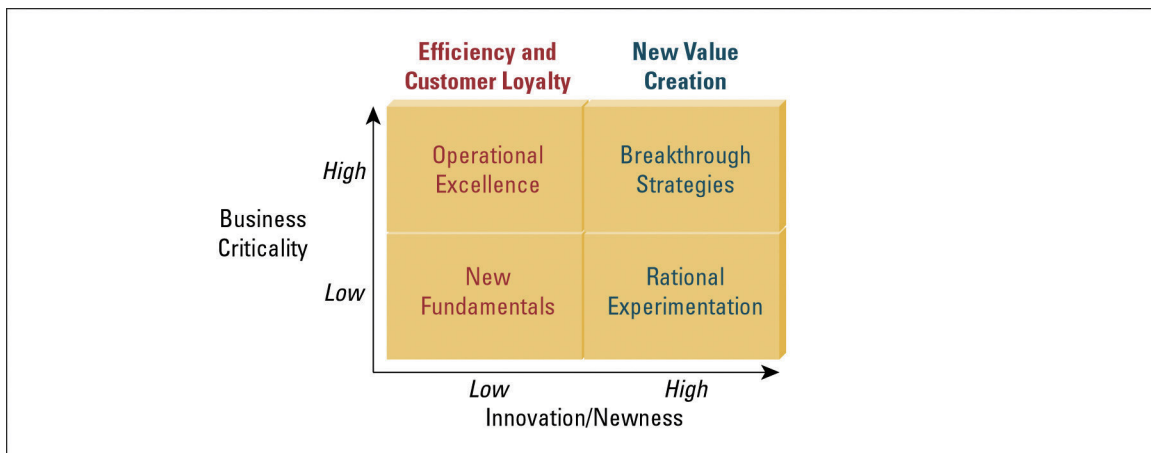 Efficiency and
Customer Loyalty
New Value
Creation
High
Operational
Excellence
Breakthrough
Strategies
Business
Criticality
Low
New
Fundamentals
Rational
Experimentation
Low
High
Innovation/Newness